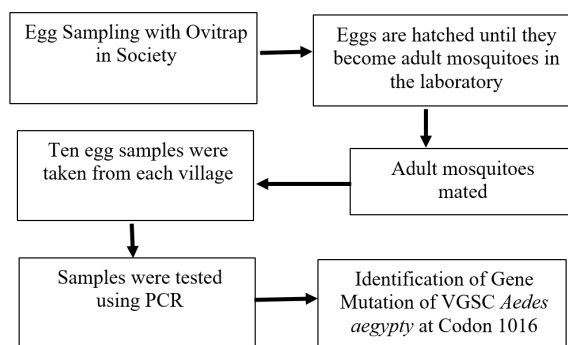 Egg Sampling with Ovitrap
in Society
Eggs are hatched until they
become adult mosquitoes in
the laboratory
Adult mosquitoes
mated
Ten egg samples were
taken from each village
Samples were tested
using PCR
Identification of Gene
Mutation of VGSC Aedes
aegypty at Codon 1016